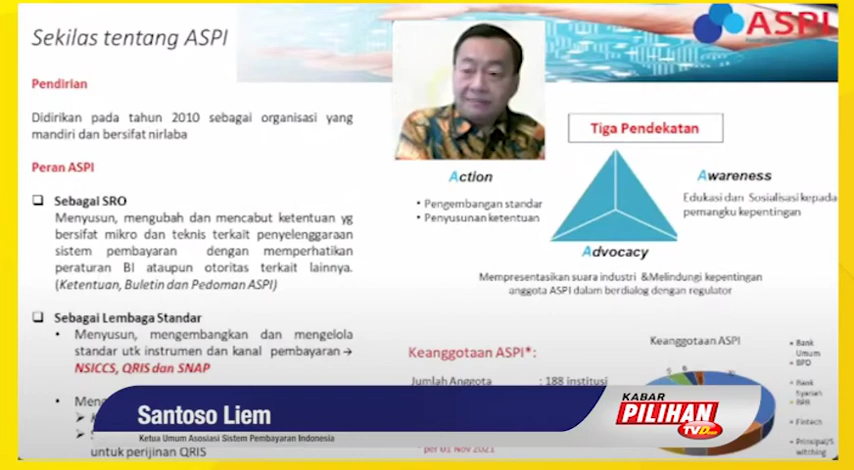 Sekilas tentang ASPI
ASPI
Pendirian
Didirikan pada tahun 2010 sebagai organisasi yang
mandiri dan bersifat nirlaba
Peran ASPI
Sebagai SRO
Menyusun, mengubah dan mencabut ketentuan yg
bersifat mikro dan teknis terkait penyelenggaraan
sistem pembayaran dengan memperhatikan
peraturan BI ataupun otoritas terkait lainnya.
(Ketentuan, Buletin dan Pedoman ASPI)
Sebagai Lembaga Standar
• Menyusun, mengembangkan dan mengelola
standar utk instrumen dan kanal pembayaran →
NSICCS, QRIS dan SNAP
untuk perijinan QRIS
Tiga Pendekatan
Action
• Pengembangan standar
• Penyusunan ketentuan
Awareness
Edukasi dan Sosialisasi kepada
pemangku kepentingan
Advocacy
Mempresentasikan suara industri &Melindungi kepentingan
anggota ASPI dalam berdialog dengan regulator
Keanggotaan ASPI*:
Jumlah Anggota : 188 institusi
* per 01 Nov 2021
Keanggotaan ASPI
• Bank
Umum
• BPD
• Bank
Syariah
• BPR
• Fintech
• Principal/S
witching
Santoso Liem
Ketua Umum Asosiasi Sistem Pembayaran Indonesia
KABAR
PILIHAN
TV